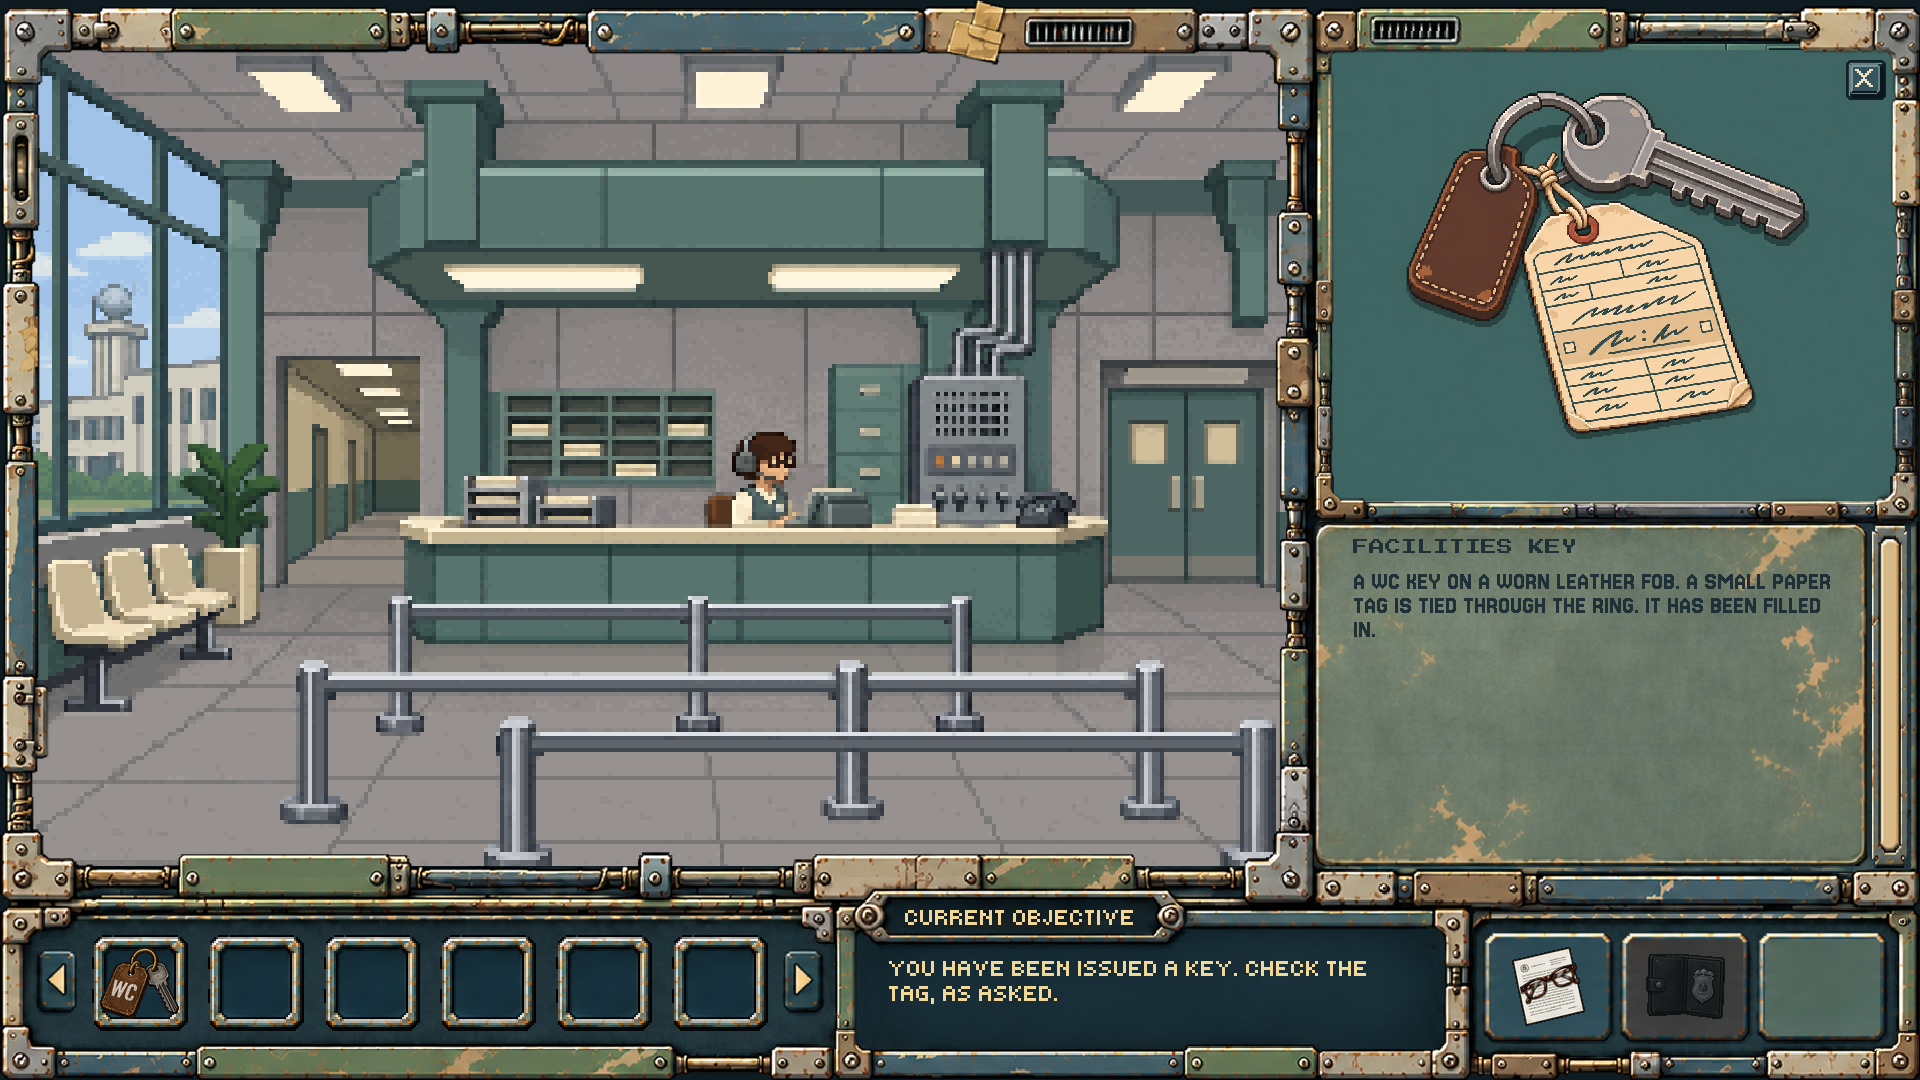 FACILITIES KEY
A WC KEY ON A WORN LEATHER FOB. A SMALL PAPER
TAG IS TIED THROUGH THE RING. IT HAS BEEN FILLED
IN.
CURRENT OBJECTIVE
YOU HAVE BEEN ISSUED A KEY. CHECK THE
TAG, AS ASKED.
WC